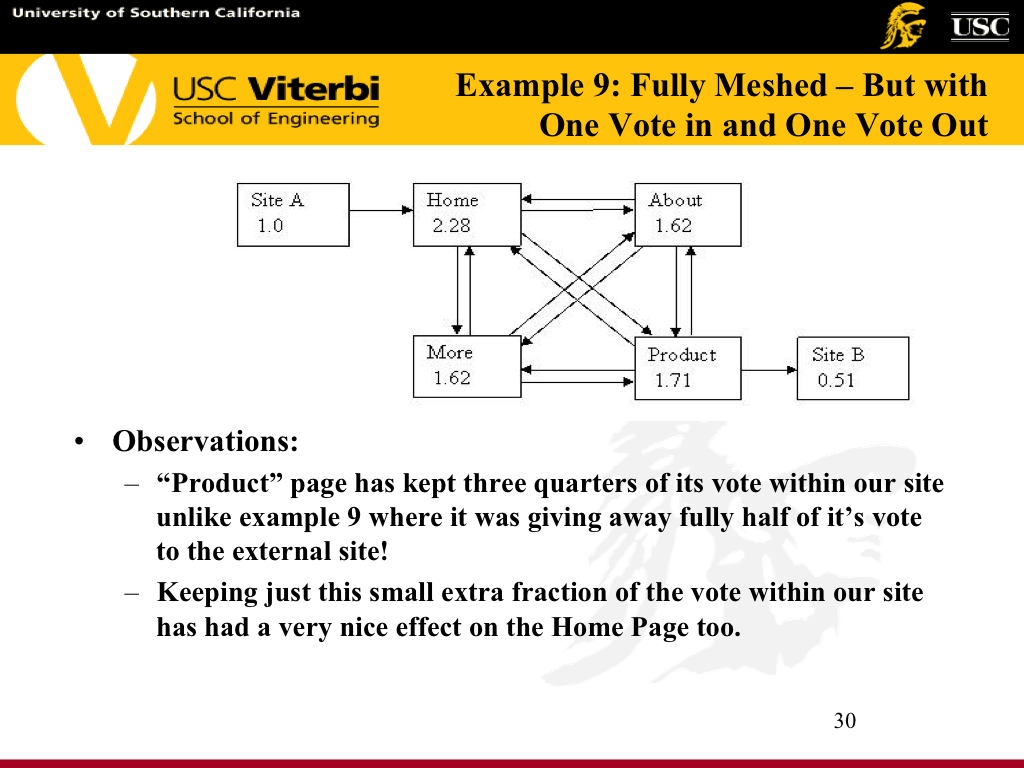 University of Southern California
USC
USC Viterbi
School of Engineering
Example 9: Fully Meshed – But with
One Vote in and One Vote Out
Site A
1.0
Home
2.28
About
1.62
More
1.62
Product
1.71
Site B
0.51
• Observations:
– “Product” page has kept three quarters of its vote within our site
unlike example 9 where it was giving away fully half of it’s vote
to the external site!
– Keeping just this small extra fraction of the vote within our site
has had a very nice effect on the Home Page too.
30